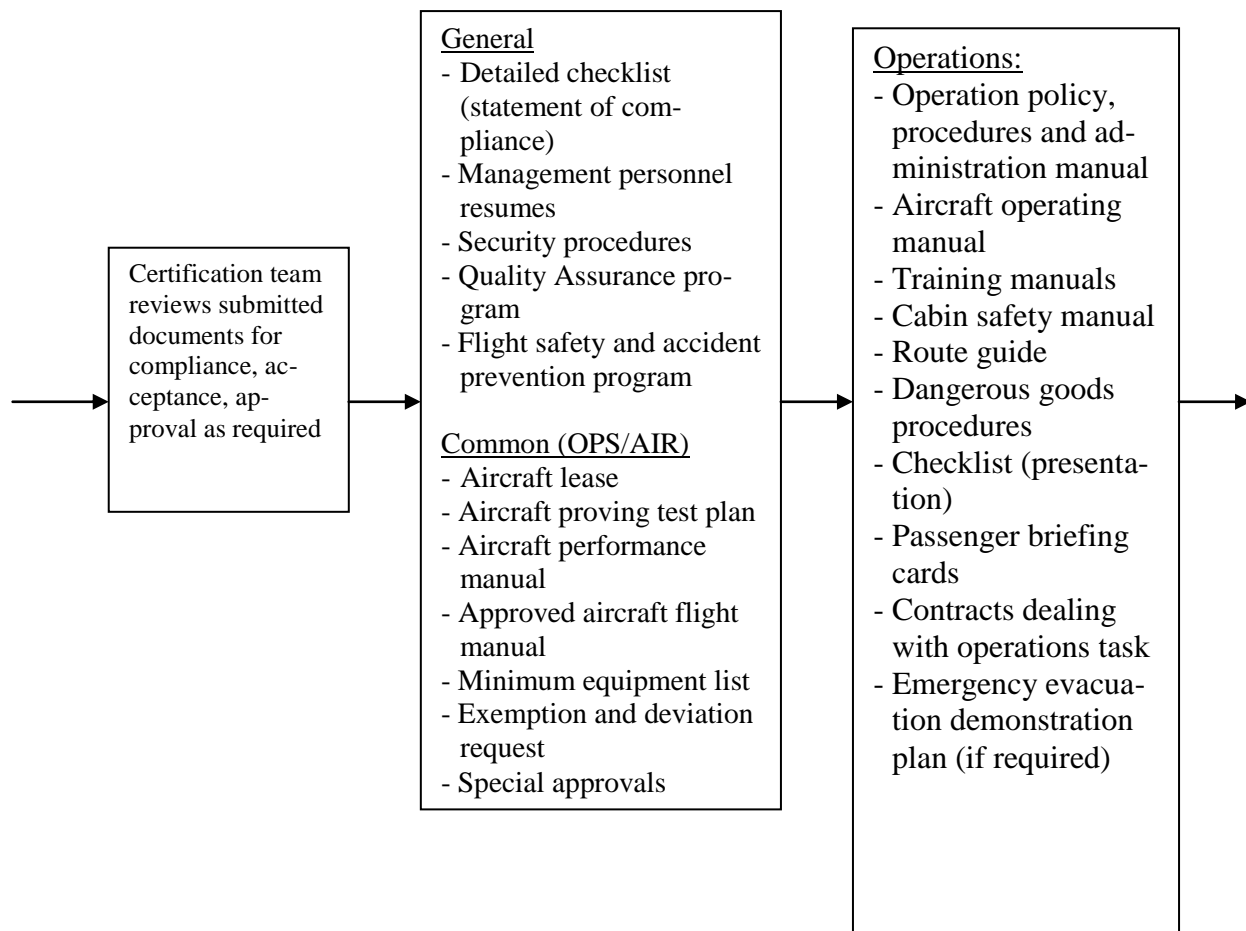 Certification team
reviews submitted
documents for
compliance, ac-
ceptance, ap-
proval as required
General
- Detailed checklist
(statement of com-
pliance)
- Management personnel
resumes
- Security procedures
- Quality Assurance pro-
gram
- Flight safety and accident
prevention program
Common (OPS/AIR)
- Aircraft lease
- Aircraft proving test plan
- Aircraft performance
manual
- Approved aircraft flight
manual
- Minimum equipment list
- Exemption and deviation
request
- Special approvals
Operations:
- Operation policy,
procedures and ad-
ministration manual
- Aircraft operating
manual
- Training manuals
- Cabin safety manual
- Route guide
- Dangerous goods
procedures
- Checklist (presenta-
tion)
- Passenger briefing
cards
- Contracts dealing
with operations task
- Emergency evacua-
tion demonstration
plan (if required)